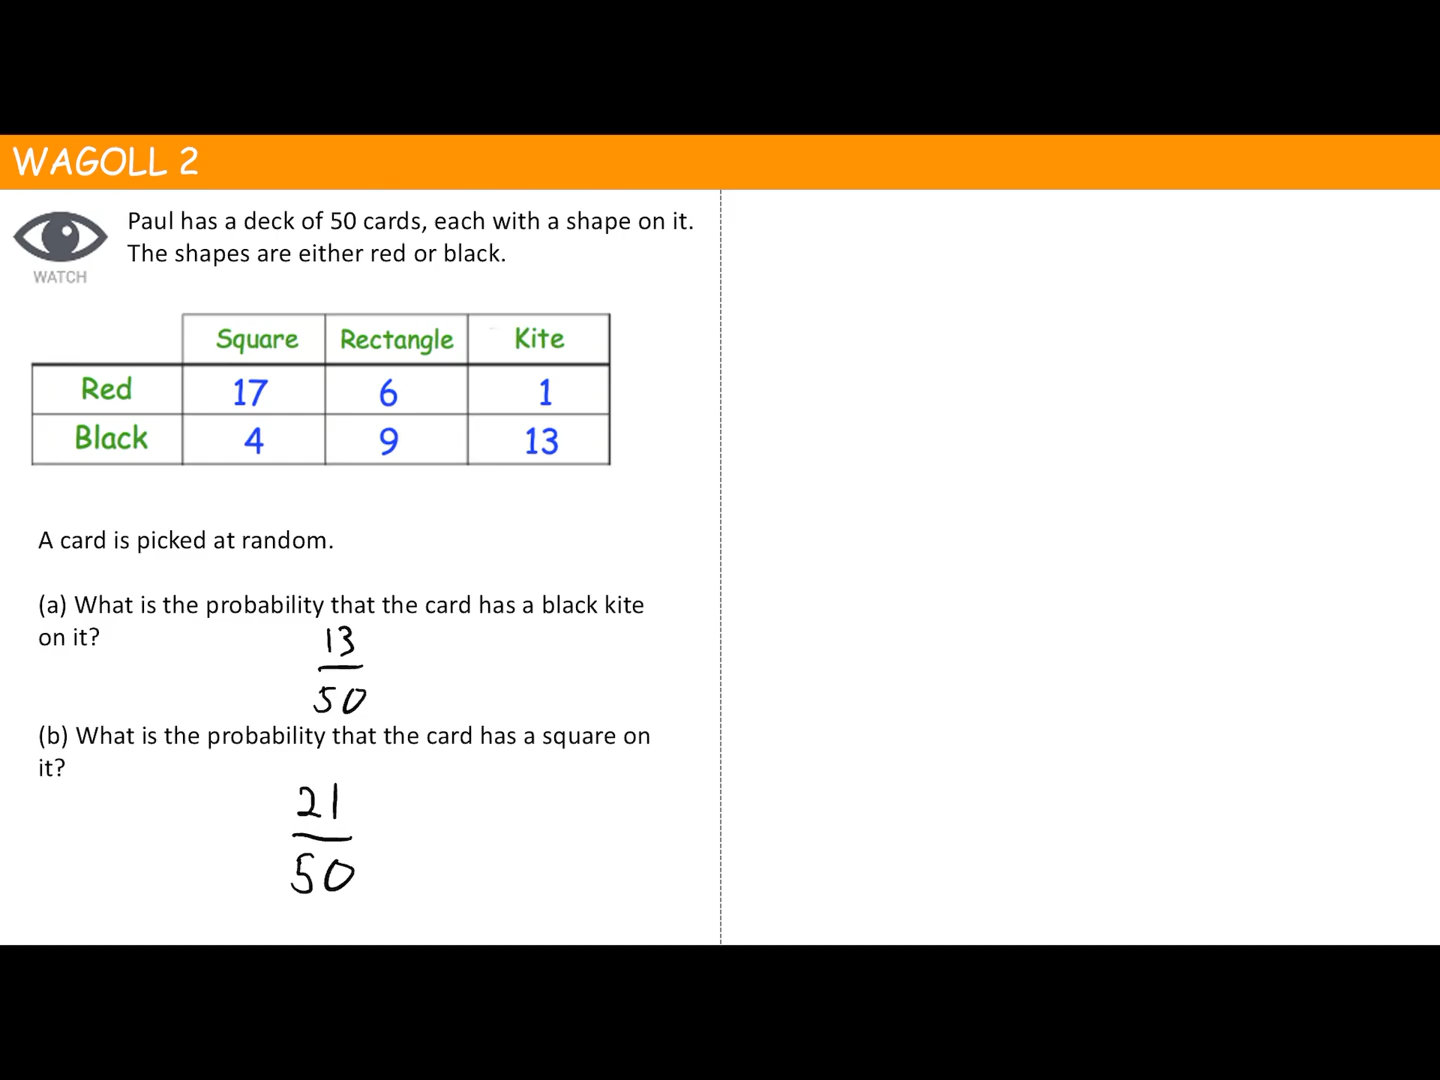 WAGOLL 2
WATCH
Paul has a deck of 50 cards, each with a shape on it.
The shapes are either red or black.
Square Rectangle Kite
Red 17 6 1
Black 4 9 13
A card is picked at random.
(a) What is the probability that the card has a black kite
on it?
13
50
(b) What is the probability that the card has a square on
it?
21
50